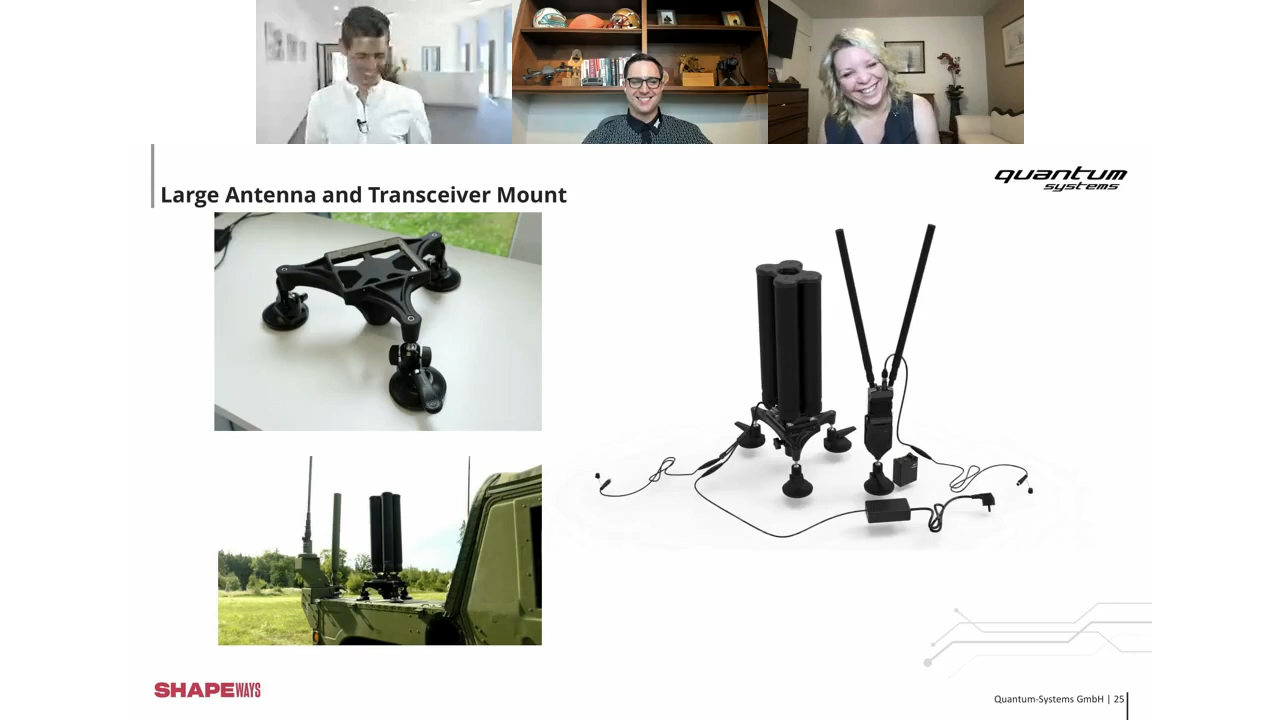 Large Antenna and Transceiver Mount
quantum
systems
SHAPEWAYS
Quantum-Systems GmbH | 25